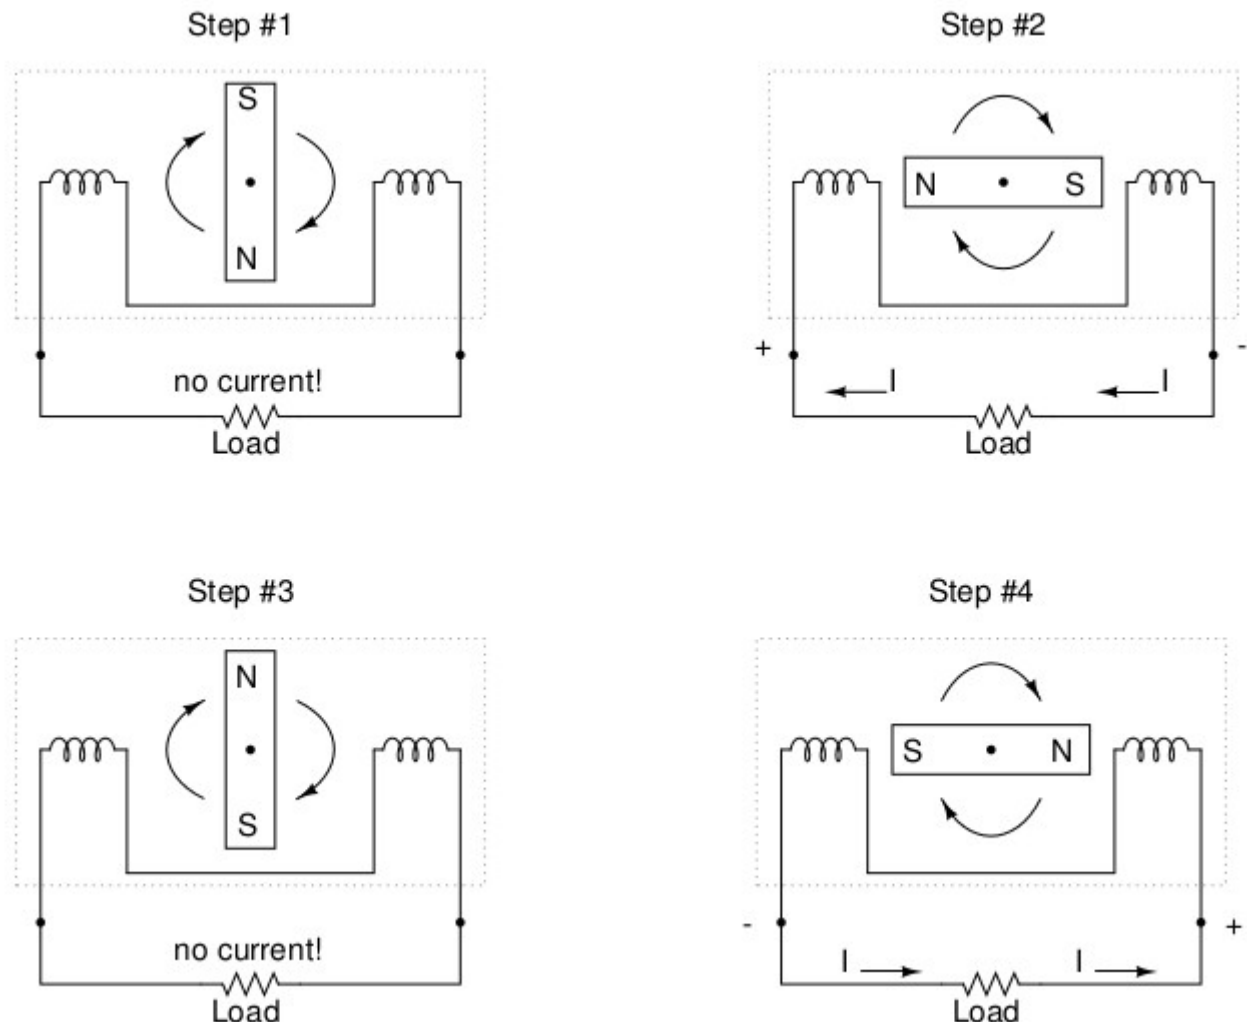 Step #1
S
N
no current!
Load
Step #2
N S
+ -
I I
Load
Step #3
N
S
no current!
Load
Step #4
S N
- +
I I
Load